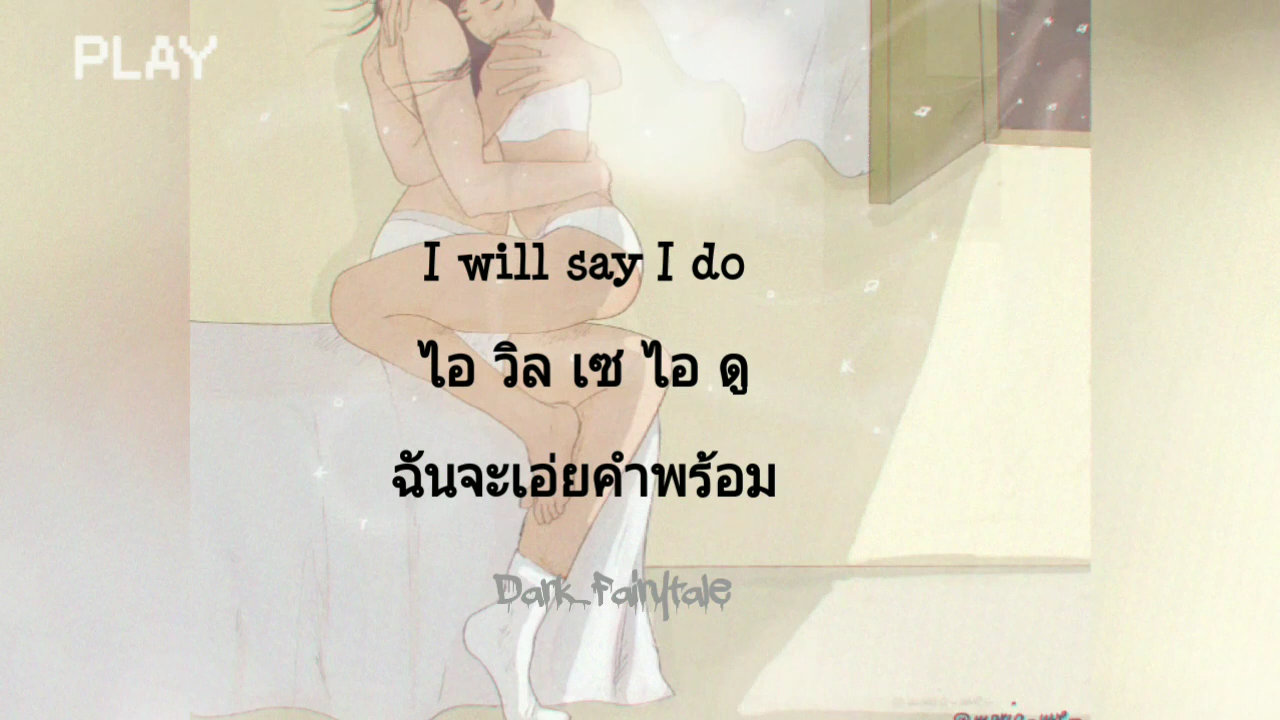 PLAY
I will say I do
ไอ วิล เซ ไอ ดู
ฉันจะเอ่ยคำพร้อม
Dark_Fairytale